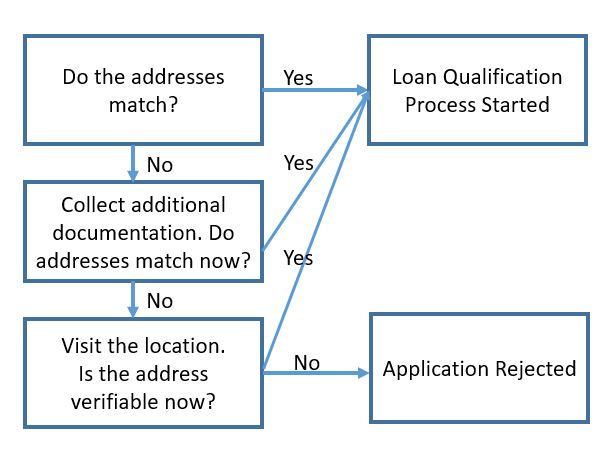 Do the addresses
match?
Yes
Loan Qualification
Process Started
No
Yes
Collect additional
documentation. Do
addresses match now?
Yes
No
Visit the location.
Is the address
verifiable now?
No
Application Rejected